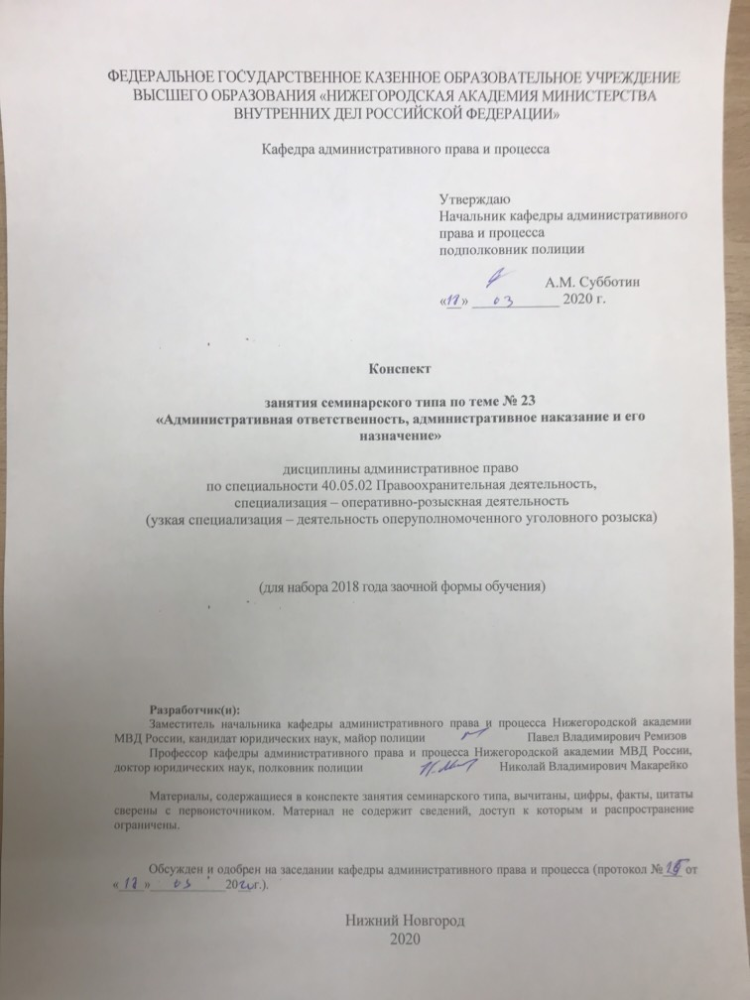 ФЕДЕРАЛЬНОЕ ГОСУДАРСТВЕННОЕ КАЗЕННОЕ ОБРАЗОВАТЕЛЬНОЕ УЧРЕЖДЕНИЕ
ВЫСШЕГО ОБРАЗОВАНИЯ «НИЖЕГОРОДСКАЯ АКАДЕМИЯ МИНИСТЕРСТВА
ВНУТРЕННИХ ДЕЛ РОССИЙСКОЙ ФЕДЕРАЦИИ»
Кафедра административного права и процесса
Утверждаю
Начальник кафедры административного
права и процесса
подполковник полиции
А.М. Субботин
«18» 03 2020 г.
Конспект
занятия семинарского типа по теме № 23
«Административная ответственность, административное наказание и его
назначение»
дисциплины административное право
по специальности 40.05.02 Правоохранительная деятельность,
специализация – оперативно-розыскная деятельность
(узкая специализация – деятельность оперуполномоченного уголовного розыска)
(для набора 2018 года заочной формы обучения)
Разработчик(и):
Заместитель начальника кафедры административного права и процесса Нижегородской академии
МВД России, кандидат юридических наук, майор полиции Павел Владимирович Ремизов
Профессор кафедры административного права и процесса Нижегородской академии МВД России,
доктор юридических наук, полковник полиции Николай Владимирович Макарейко
Материалы, содержащиеся в конспекте занятия семинарского типа, вычитаны, цифры, факты, цитаты
сверены с первоисточником. Материал не содержит сведений, доступ к которым и распространение
ограничены.
Обсужден и одобрен на заседании кафедры административного права и процесса (протокол № от
«18» 03 2020г.).
Нижний Новгород
2020